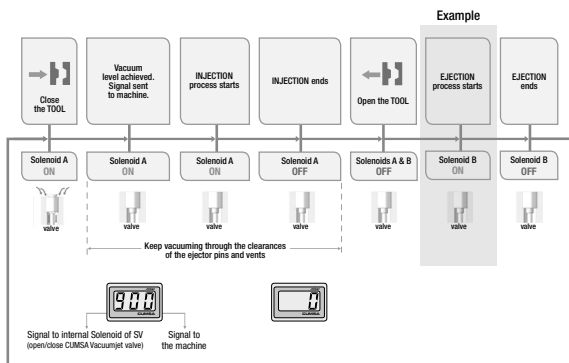 Example
Close
the TOOL
Vacuum
level achieved.
Signal sent
to machine.
INJECTION
process starts
INJECTION ends
Open the TOOL
EJECTION
process starts
EJECTION
ends
Solenoid A
ON
Solenoid A
ON
Solenoid A
ON
Solenoid A
OFF
Solenoids A & B
OFF
Solenoid B
ON
Solenoid B
OFF
valve
valve
valve
valve
valve
valve
valve
Keep vacuuming through the clearances
of the ejector pins and vents
900
CUMSA
0
CUMSA
Signal to internal Solenoid of SV
(open/close CUMSA Vacuumjet valve)
Signal to
the machine